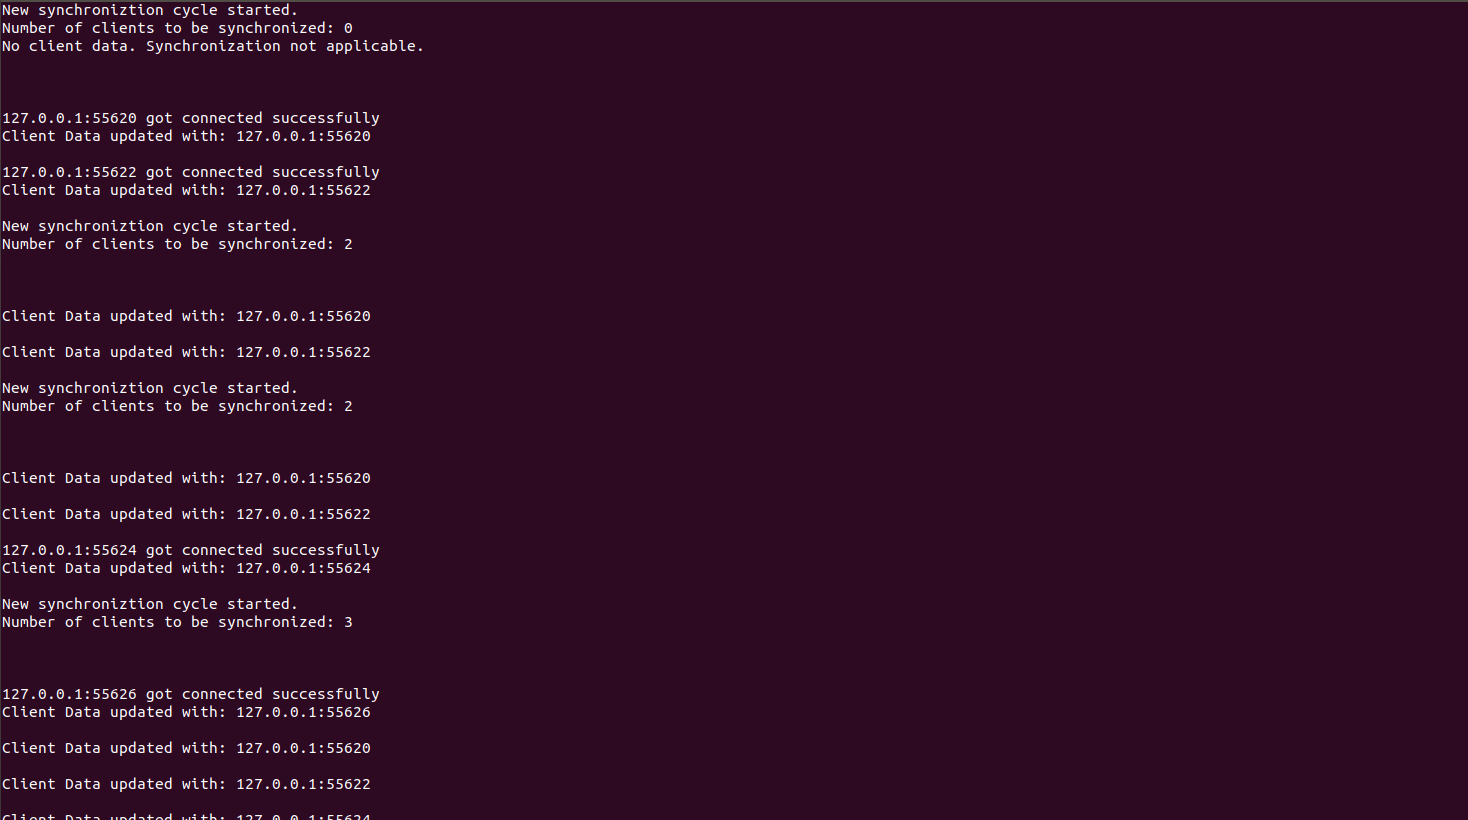 New synchroniztion cycle started.
Number of clients to be synchronized: 0
No client data. Synchronization not applicable.
127.0.0.1:55620 got connected successfully
Client Data updated with: 127.0.0.1:55620
127.0.0.1:55622 got connected successfully
Client Data updated with: 127.0.0.1:55622
New synchroniztion cycle started.
Number of clients to be synchronized: 2
Client Data updated with: 127.0.0.1:55620
Client Data updated with: 127.0.0.1:55622
New synchroniztion cycle started.
Number of clients to be synchronized: 2
Client Data updated with: 127.0.0.1:55620
Client Data updated with: 127.0.0.1:55622
127.0.0.1:55624 got connected successfully
Client Data updated with: 127.0.0.1:55624
New synchroniztion cycle started.
Number of clients to be synchronized: 3
127.0.0.1:55626 got connected successfully
Client Data updated with: 127.0.0.1:55626
Client Data updated with: 127.0.0.1:55620
Client Data updated with: 127.0.0.1:55622
Client Data updated with: 127.0.0.1:55624